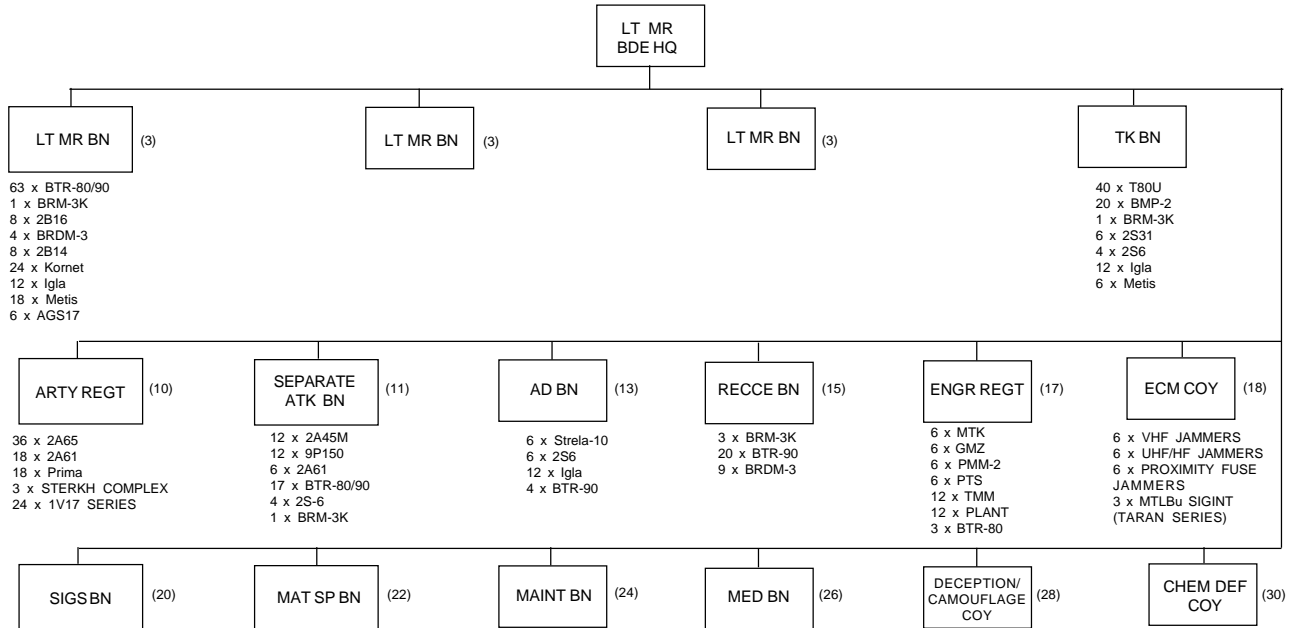 LT MR
BDE HQ
LT MR BN
(3)
LT MR BN
(3)
LT MR BN
(3)
TK BN
63 x BTR-80/90
1 x BRM-3K
8 x 2B16
4 x BRDM-3
8 x 2B14
24 x Kornet
12 x Igla
18 x Metis
6 x AGS17
40 x T80U
20 x BMP-2
1 x BRM-3K
6 x 2S31
4 x 2S6
12 x Igla
6 x Metis
ARTY REGT
(10)
SEPARATE
ATK BN
(11)
AD BN
(13)
RECCE BN
(15)
ENGR REGT
(17)
ECM COY
(18)
36 x 2A65
18 x 2A61
18 x Prima
3 x STERKH COMPLEX
24 x 1V17 SERIES
12 x 2A45M
12 x 9P150
6 x 2A61
17 x BTR-80/90
4 x 2S-6
1 x BRM-3K
6 x Strela-10
6 x 2S6
12 x Igla
4 x BTR-90
3 x BRM-3K
20 x BTR-90
9 x BRDM-3
6 x MTK
6 x GMZ
6 x PMM-2
6 x PTS
12 x TMM
12 x PLANT
3 x BTR-80
6 x VHF JAMMERS
6 x UHF/HF JAMMERS
6 x PROXIMITY FUSE
JAMMERS
3 x MTLBu SIGINT
(TARAN SERIES)
SIGS BN
(20)
MAT SP BN
(22)
MAINT BN
(24)
MED BN
(26)
DECEPTION/
CAMOUFLAGE
COY
(28)
CHEM DEF
COY
(30)